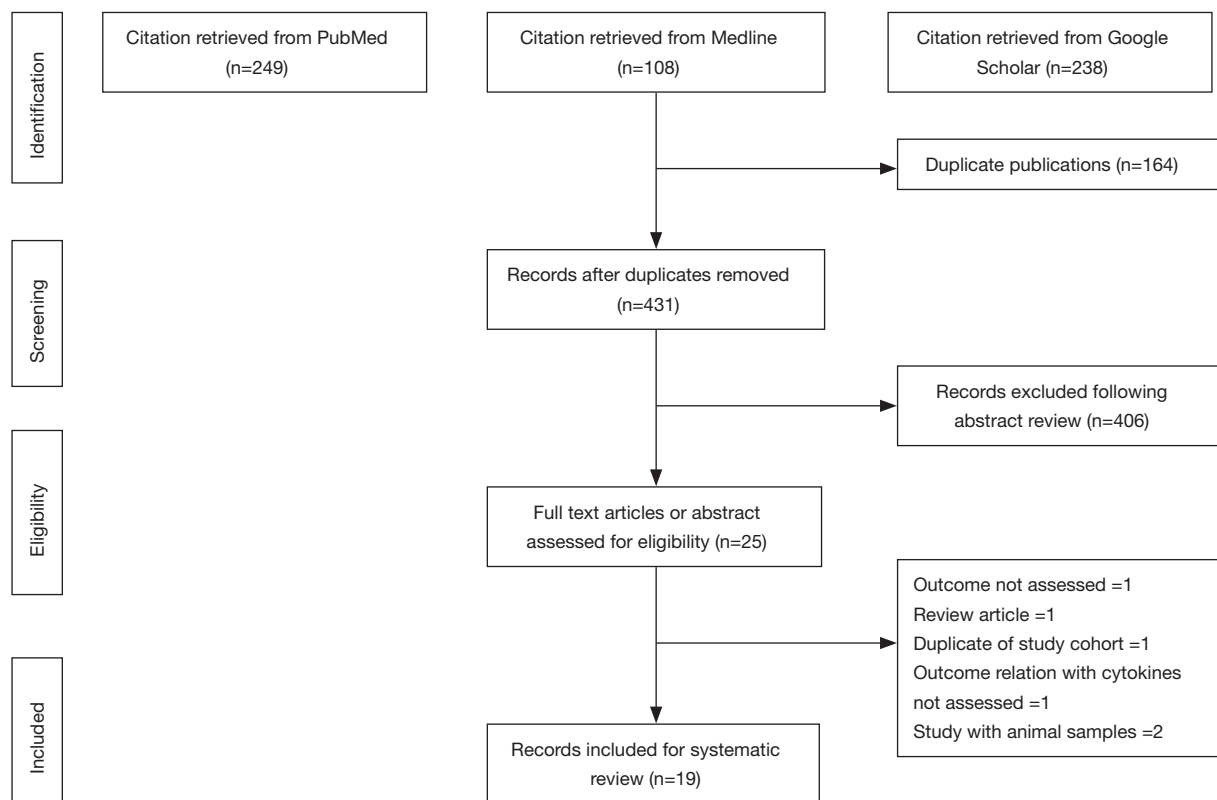 Identification
Citation retrieved from PubMed
(n=249)
Citation retrieved from Medline
(n=108)
Citation retrieved from Google
Scholar (n=238)
Duplicate publications (n=164)
Screening
Records after duplicates removed
(n=431)
Records excluded following
abstract review (n=406)
Eligibility
Full text articles or abstract
assessed for eligibility (n=25)
Outcome not assessed =1
Review article =1
Duplicate of study cohort =1
Outcome relation with cytokines
not assessed =1
Study with animal samples =2
Included
Records included for systematic
review (n=19)